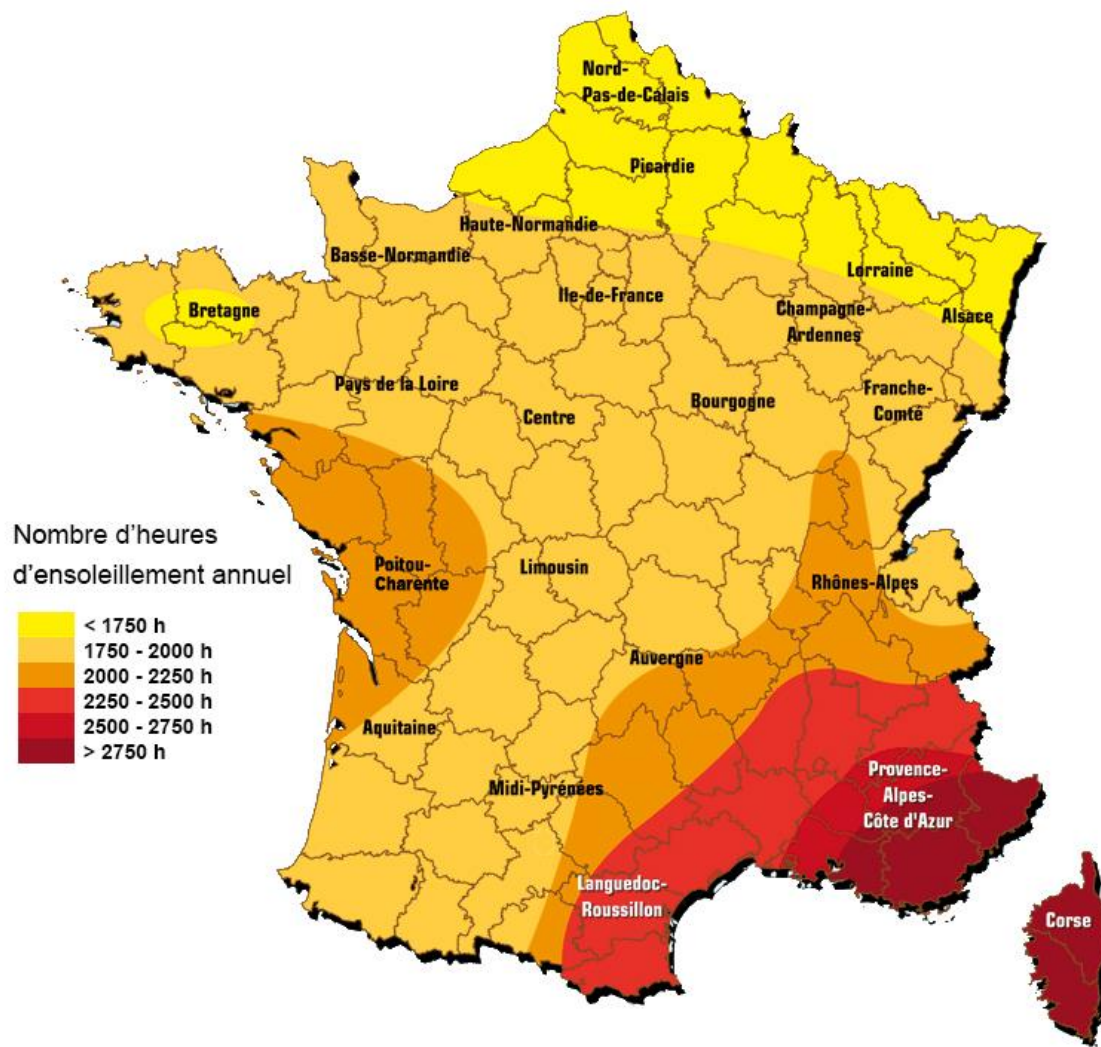 Nord-
Pas-de-Calais
Picardie
Haute-Normandie
Basse-Normandie
Lorraine
Ile-de-France
Bretagne
Champagne-
Ardennes
Alsace
Pays de la Loire
Centre
Bourgogne
Franche-
Comté
Nombre d'heures
d'ensoleillement annuel
< 1750 h
1750 - 2000 h
2000 - 2250 h
2250 - 2500 h
2500 - 2750 h
> 2750 h
Poitou-
Charente
Limousin
Rhônes-Alpes
Auvergne
Aquitaine
Midi-Pyrénées
Provence-
Alpes-
Côte d'Azur
Languedoc-
Roussillon
Corse